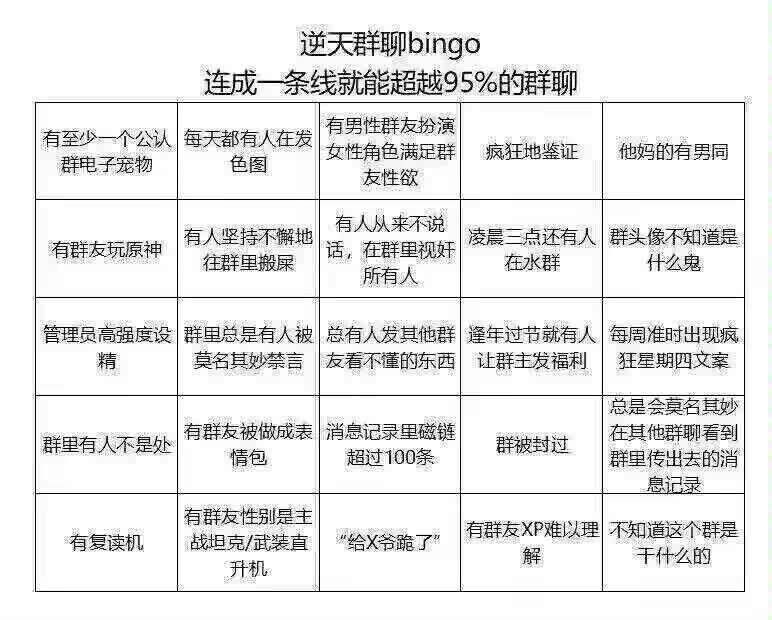 逆天群聊bingo
连成一条线就能超越95%的群聊
有至少一个公认
群电子宠物
每天都有人在发
色图
有男性群友扮演
女性角色满足群
友性欲
疯狂地鉴证
他妈的有男同
有群友玩原神
有人坚持不懈地
往群里搬屎
有人从来不说
话，在群里视奸
所有人
凌晨三点还有人
在水群
群头像不知道是
什么鬼
管理员高强度设
精
群里总是有人被
莫名其妙禁言
总有人发其他群
友看不懂的东西
逢年过节就有人
让群主发福利
每周准时出现疯
狂星期四文案
群里有人不是处
有群友被做成表
情包
消息记录里磁链
超过100条
群被封过
总是会莫名其妙
在其他群聊看到
群里传出去的消
息记录
有复读机
有群友性别是主
战坦克/武装直
升机
“给X爷跪了”
有群友XP难以理
解
不知道这个群是
干什么的